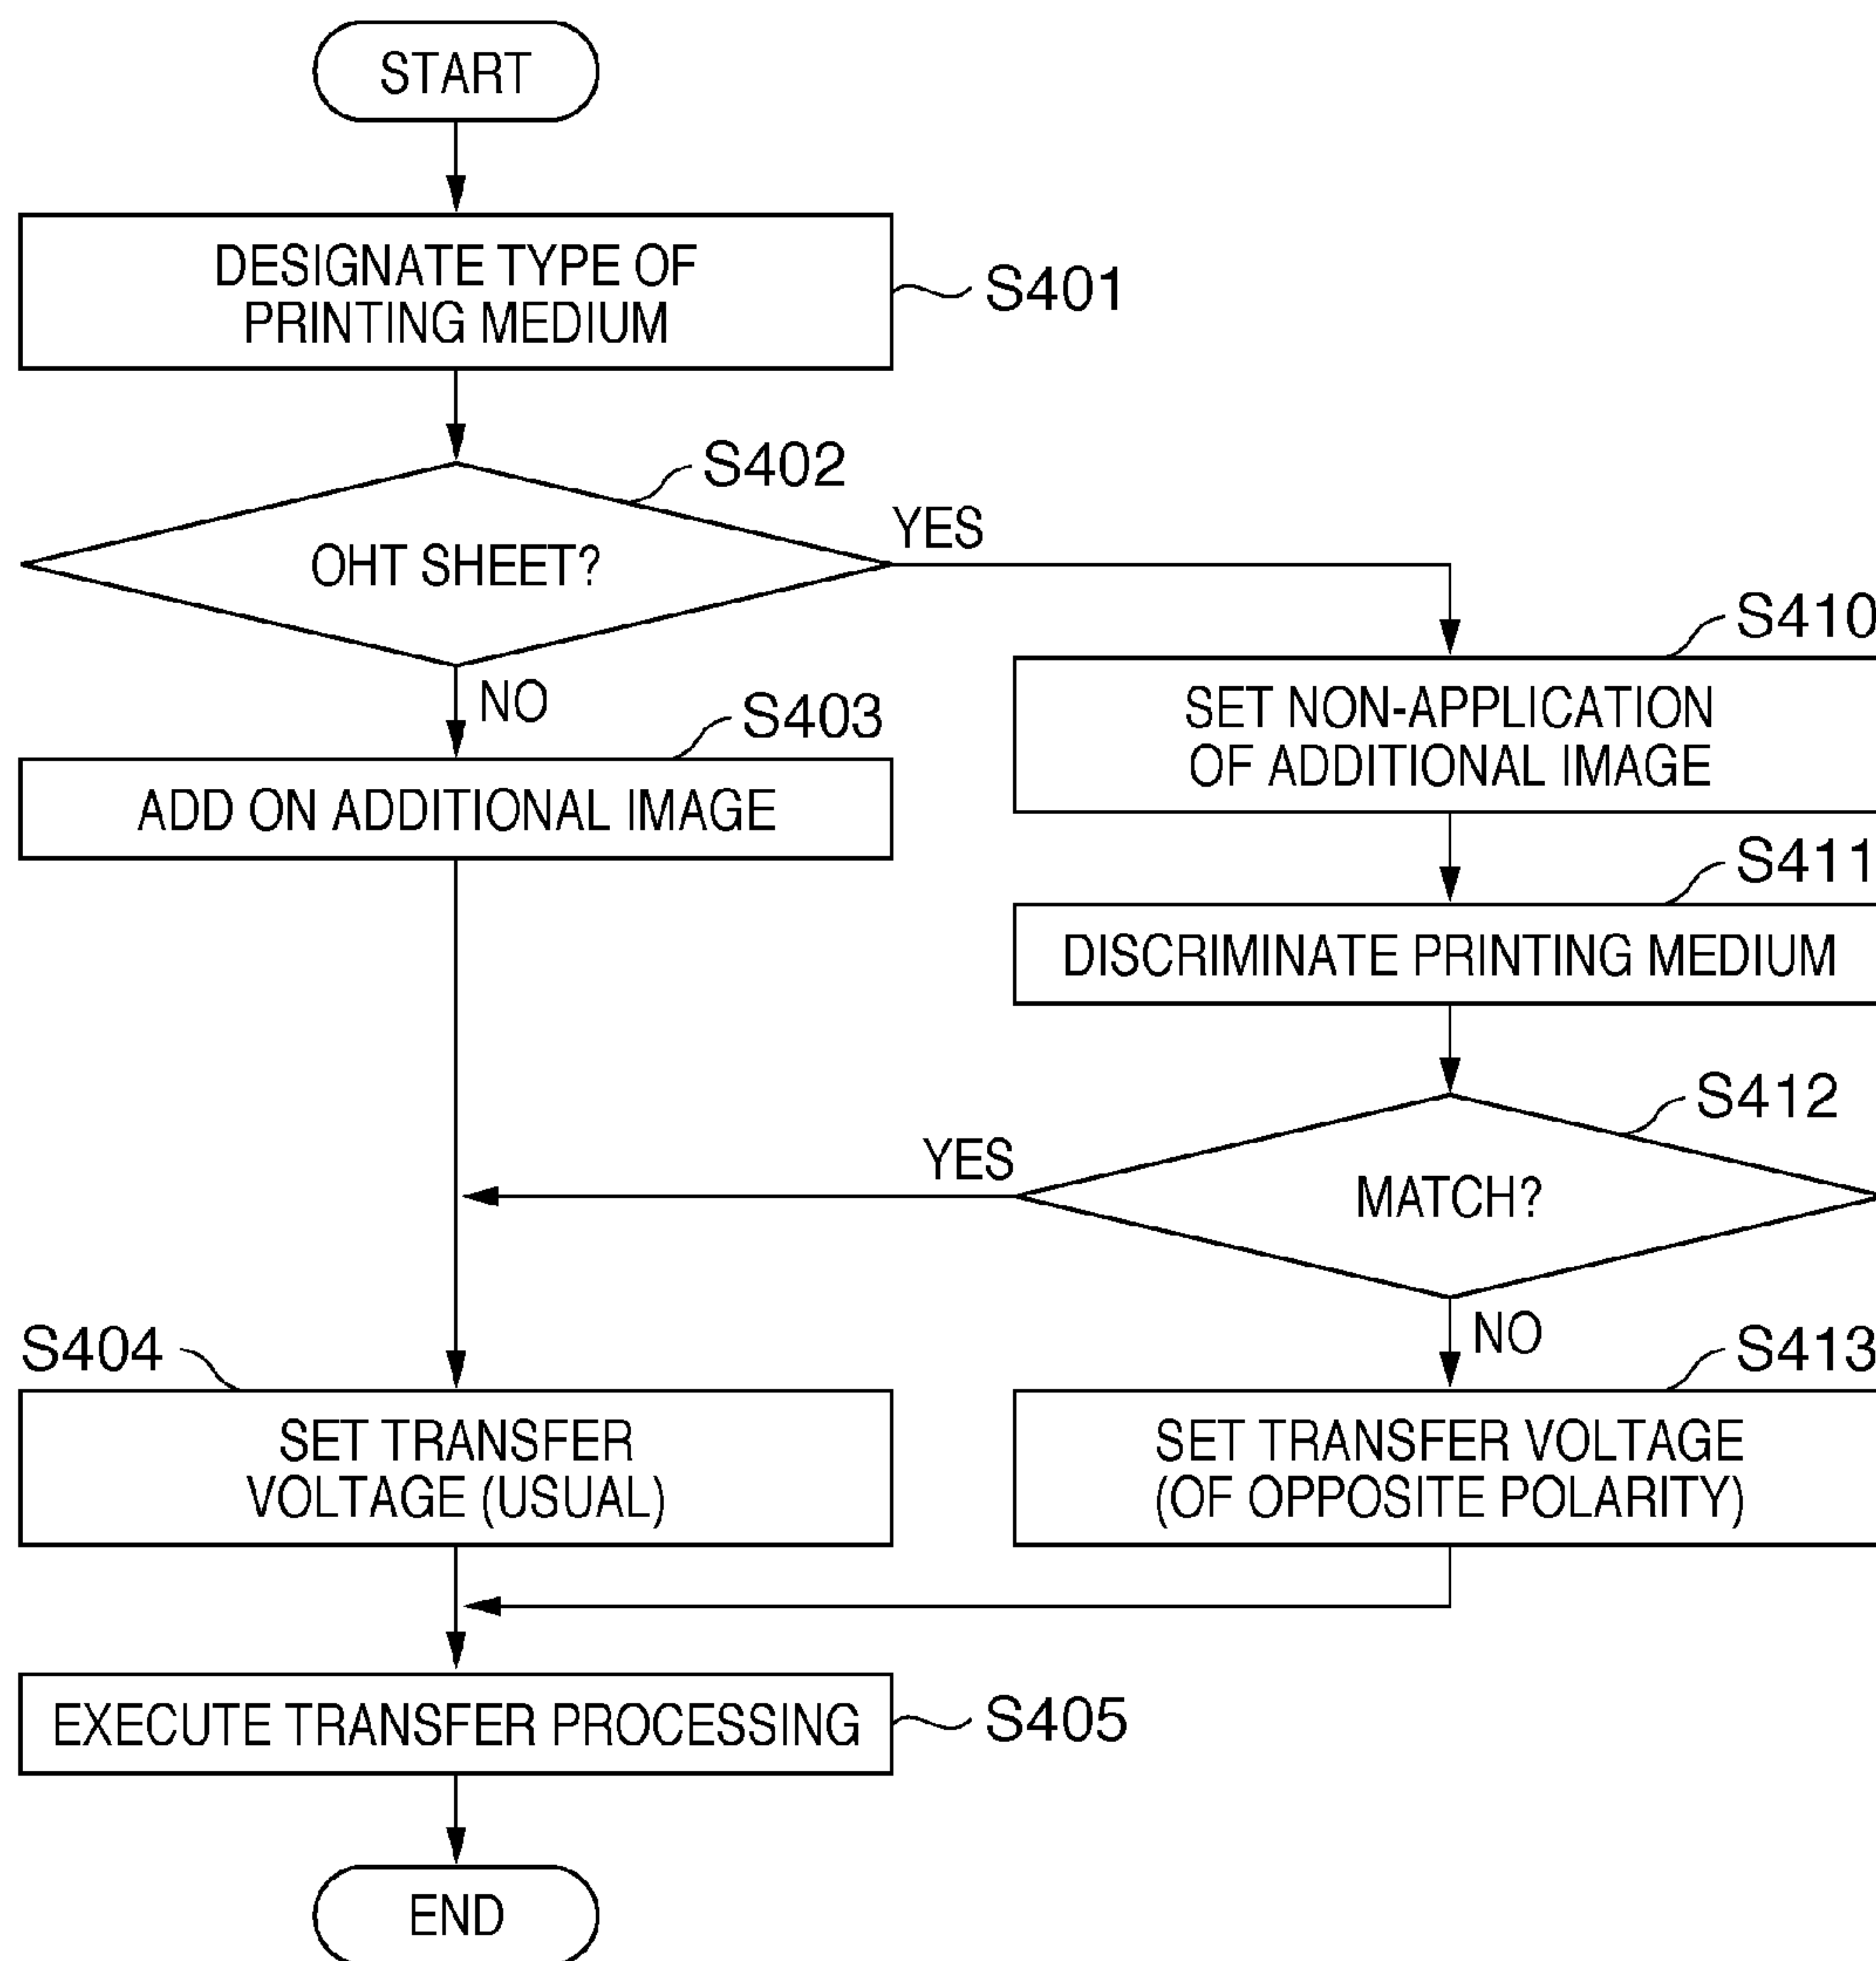 START
DESIGNATE TYPE OF
PRINTING MEDIUM
S401
S402
OHT SHEET?
YES
NO
S403
ADD ON ADDITIONAL IMAGE
S410
SET NON-APPLICATION
OF ADDITIONAL IMAGE
S411
DISCRIMINATE PRINTING MEDIUM
S412
MATCH?
YES
NO
S404
SET TRANSFER
VOLTAGE (USUAL)
S413
SET TRANSFER VOLTAGE
(OF OPPOSITE POLARITY)
EXECUTE TRANSFER PROCESSING
S405
END